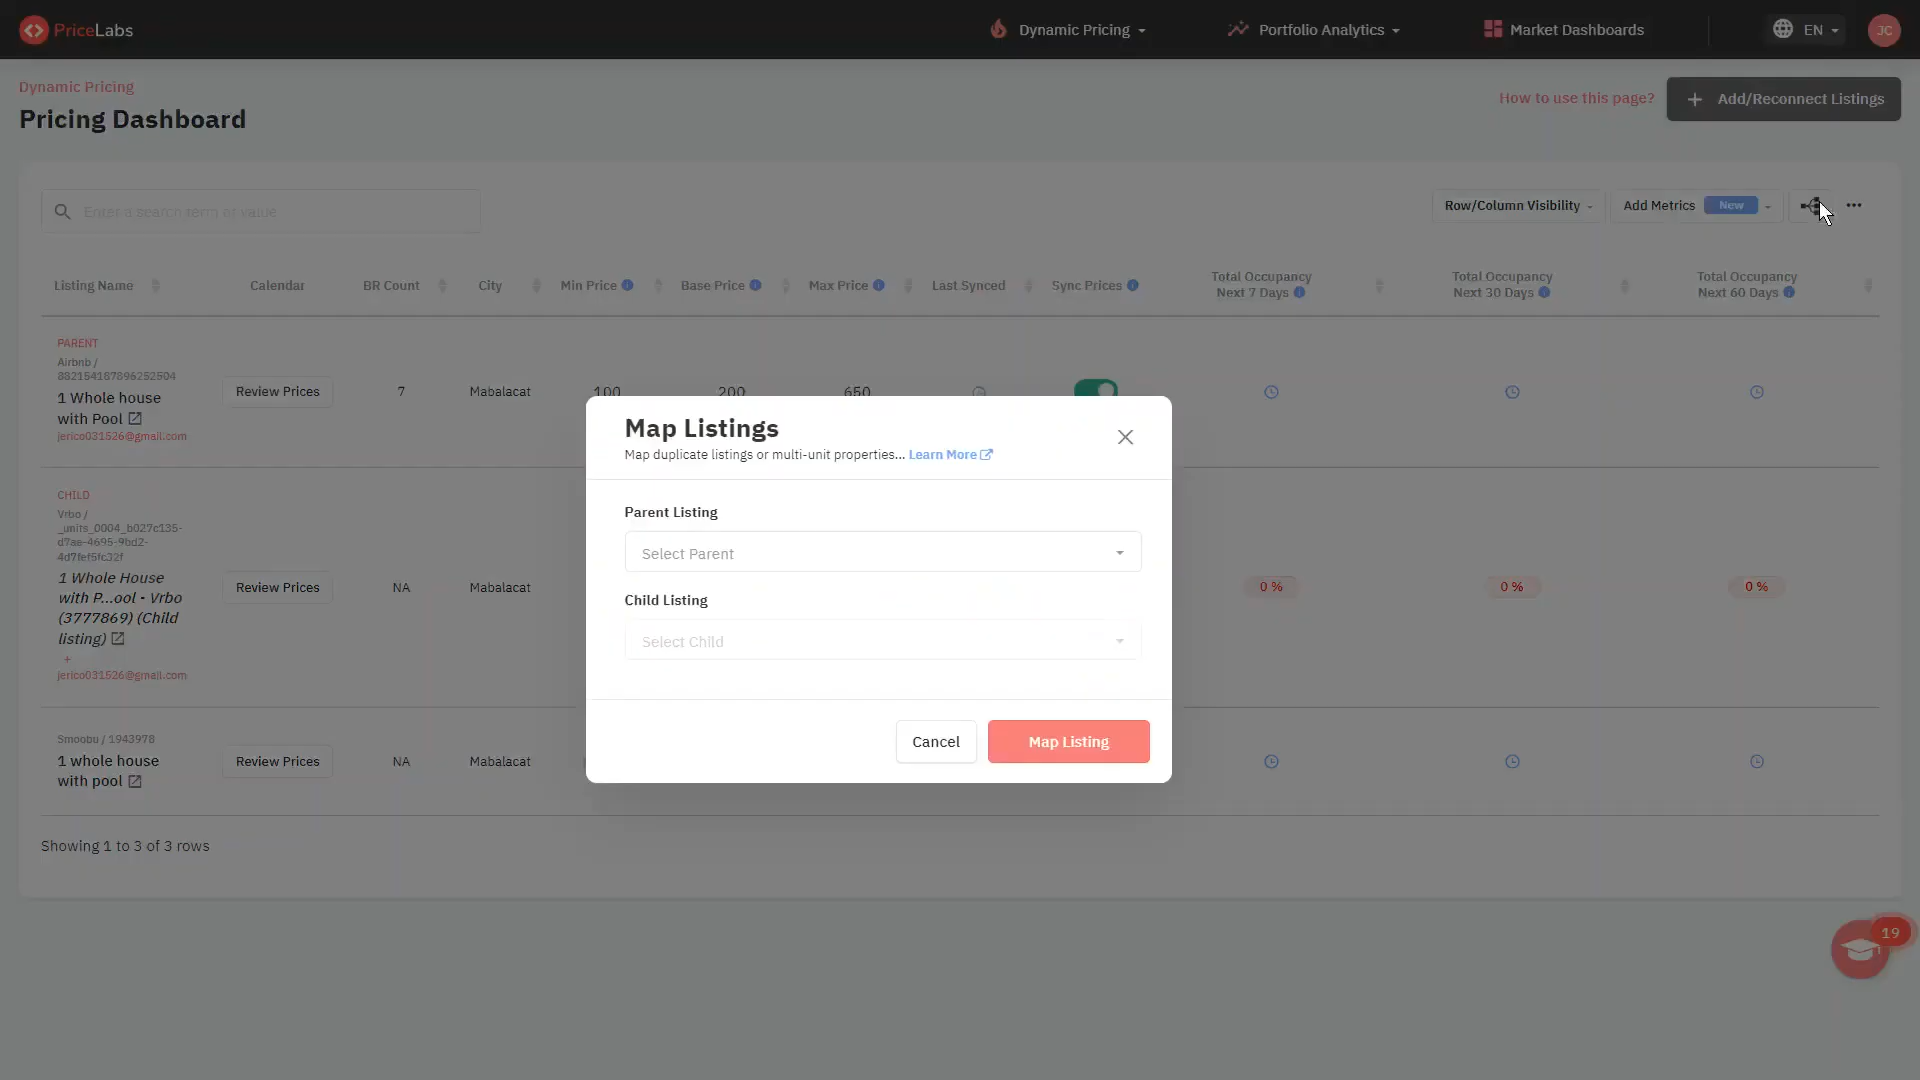 PriceLabs
Dynamic Pricing
Portfolio Analytics
Market Dashboards
EN
JC
Dynamic Pricing
Pricing Dashboard
How to use this page?
+ Add/Reconnect Listings
Enter a search term or value
Row/Column Visibility
Add Metrics New
Listing Name
Calendar
BR Count
City
Min Price
Base Price
Max Price
Last Synced
Sync Prices
Total Occupancy
Next 7 Days
Total Occupancy
Next 30 Days
Total Occupancy
Next 60 Days
PARENT
Airbnb /
882154187896252504
1 Whole house
with Pool
jerico031526@gmail.com
Review Prices
7
Mabalacat
100
200
650
CHILD
Vrbo /
_units_0004_b027c135-
d7aa-4695-9bd2-
4d7fef5fc32f
1 Whole House
with P...ool - Vrbo
(3777869) (Child
listing)
+
jerico031526@gmail.com
Review Prices
NA
Mabalacat
0 %
0 %
0 %
Smoobu / 1943978
1 whole house
with pool
Review Prices
NA
Mabalacat
Showing 1 to 3 of 3 rows
Map Listings
Map duplicate listings or multi-unit properties... Learn More
Parent Listing
Select Parent
Child Listing
Select Child
Cancel
Map Listing
19